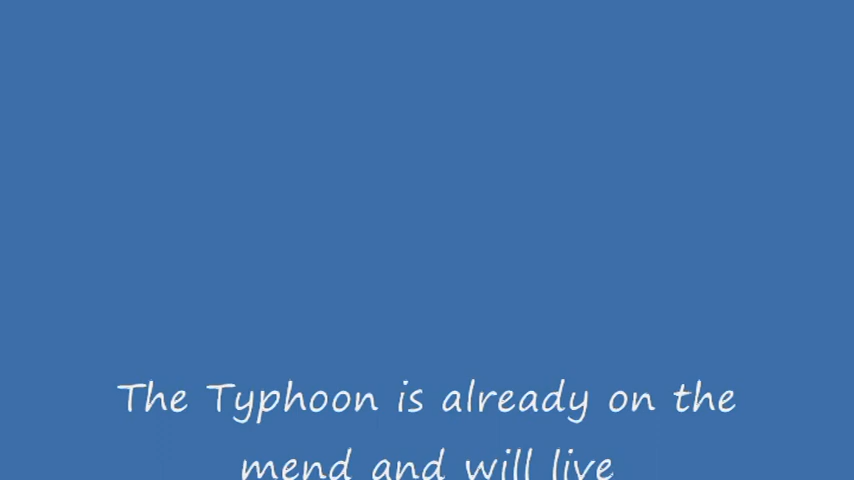 The Typhoon is already on the
mend and will live